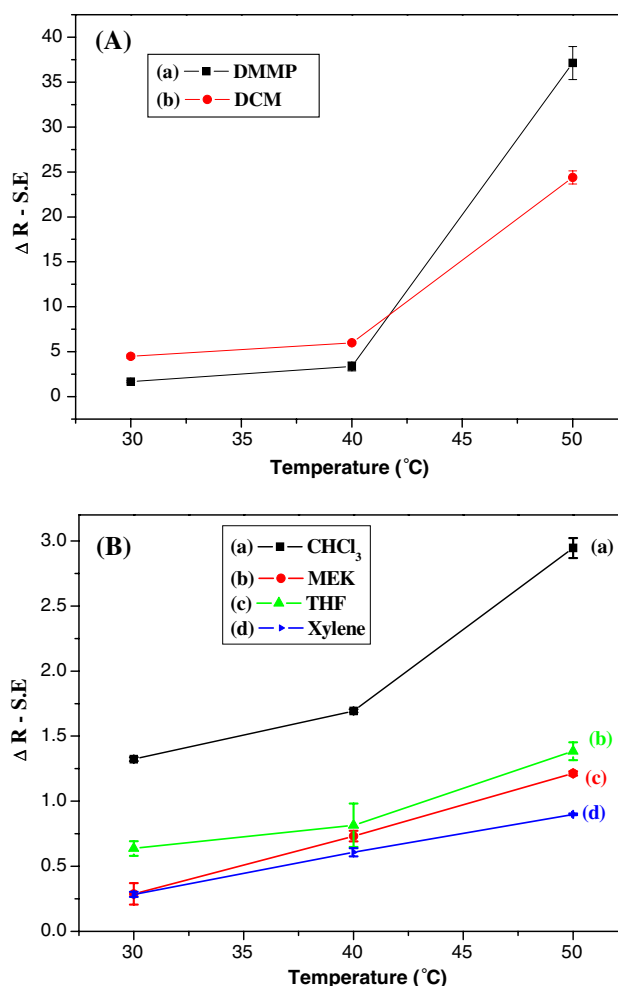 (A)
(a) DMMP
(b) DCM
40
35
30
25
20
15
10
5
0
Δ R - S.E
30 35 40 45 50
Temperature (°C)
(B)
(a) CHCl3
(b) MEK
(c) THF
(d) Xylene
(a)
(b)
(c)
(d)
3.0
2.5
2.0
1.5
1.0
0.5
0.0
Δ R - S.E
30 35 40 45 50
Temperature (°C)